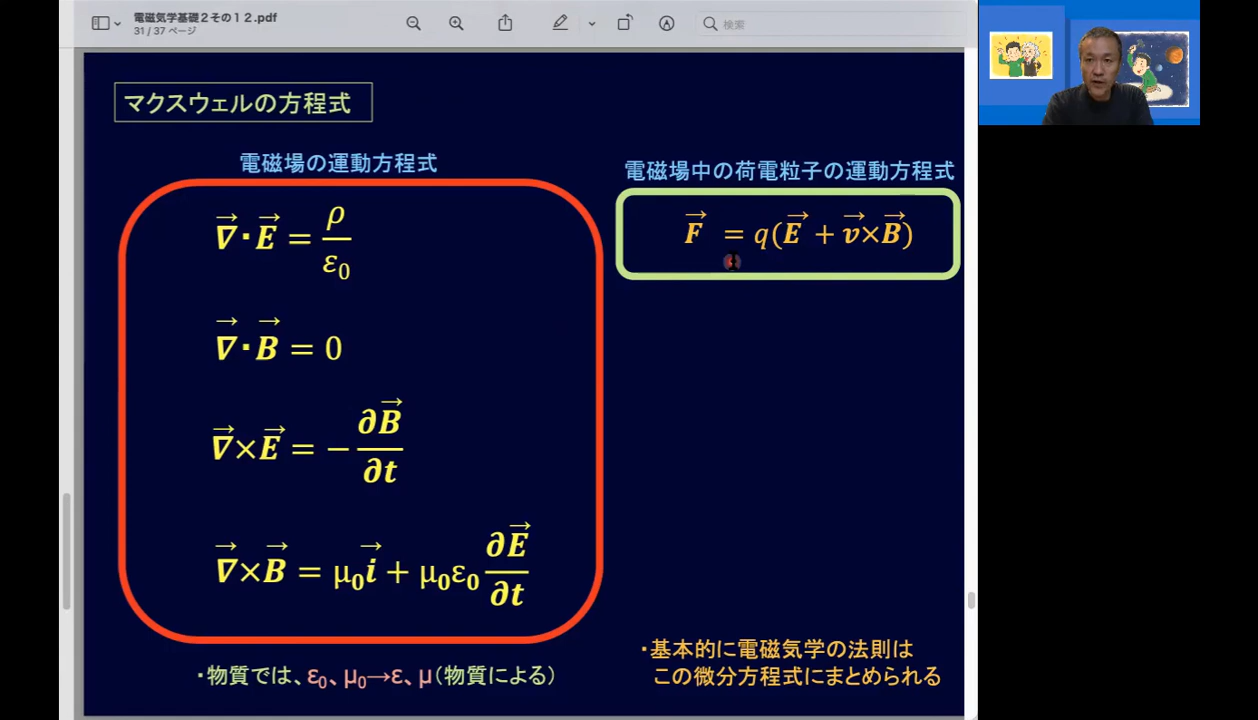 電磁気学基礎２その１２.pdf
31 / 37 ページ
検索
マクスウェルの方程式
電磁場の運動方程式
∇⃗・E⃗ = ρ/ε₀
∇⃗・B⃗ = 0
∇⃗×E⃗ = −∂B⃗/∂t
∇⃗×B⃗ = μ₀i⃗ + μ₀ε₀ ∂E⃗/∂t
・物質では、ε₀、μ₀→ε、μ(物質による)
電磁場中の荷電粒子の運動方程式
F⃗ = q(E⃗ + v⃗×B⃗)
・基本的に電磁気学の法則は
この微分方程式にまとめられる